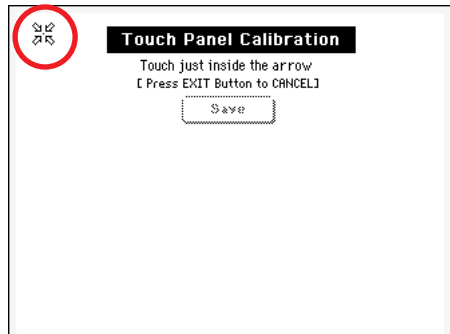 Touch Panel Calibration
Touch just inside the arrow
[ Press EXIT Button to CANCEL]
Save